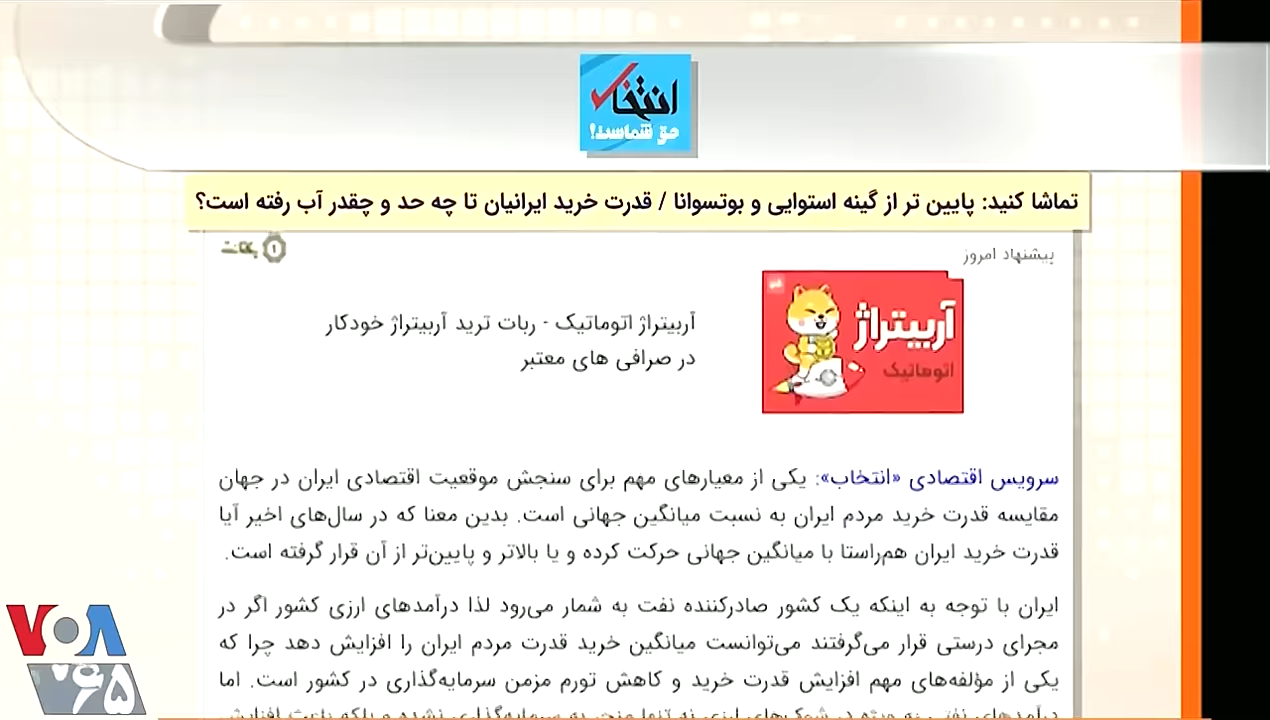 انتخاب
حق شماست!
تماشا کنید: پایین تر از گینه استوایی و بوتسوانا / قدرت خرید ایرانیان تا چه حد و چقدر آب رفته است؟
پیشنهاد امروز
آربیتراژ
اتوماتیک
آربیتراژ اتوماتیک - ربات ترید آربیتراژ خودکار
در صرافی های معتبر
سرویس اقتصادی «انتخاب»: یکی از معیارهای مهم برای سنجش موقعیت اقتصادی ایران در جهان
مقایسه قدرت خرید مردم ایران به نسبت میانگین جهانی است. بدین معنا که در سال‌های اخیر آیا
قدرت خرید ایران هم‌راستا با میانگین جهانی حرکت کرده و یا بالاتر و پایین‌تر از آن قرار گرفته است.
ایران با توجه به اینکه یک کشور صادرکننده نفت به شمار می‌رود لذا درآمدهای ارزی کشور اگر در
مجرای درستی قرار می‌گرفتند می‌توانست میانگین خرید قدرت مردم ایران را افزایش دهد چرا که
یکی از مؤلفه‌های مهم افزایش قدرت خرید و کاهش تورم مزمن سرمایه‌گذاری در کشور است. اما
VOA
۳۶۵